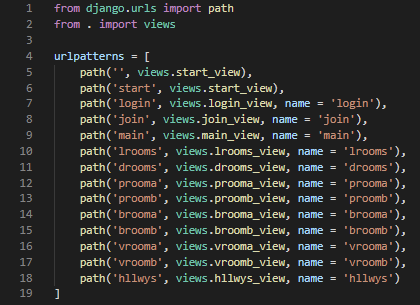 1 from django.urls import path
2 from . import views
3
4 urlpatterns = [
5     path('', views.start_view),
6     path('start', views.start_view),
7     path('login', views.login_view, name = 'login'),
8     path('join', views.join_view, name = 'join'),
9     path('main', views.main_view, name = 'main'),
10     path('lrooms', views.lrooms_view, name = 'lrooms'),
11     path('drooms', views.drooms_view, name = 'drooms'),
12     path('prooma', views.prooma_view, name = 'prooma'),
13     path('proomb', views.proomb_view, name = 'proomb'),
14     path('brooma', views.brooma_view, name = 'brooma'),
15     path('broomb', views.broomb_view, name = 'broomb'),
16     path('vrooma', views.vrooma_view, name = 'vrooma'),
17     path('vroomb', views.vroomb_view, name = 'vroomb'),
18     path('hllwys', views.hllwys_view, name = 'hllwys')
19 ]